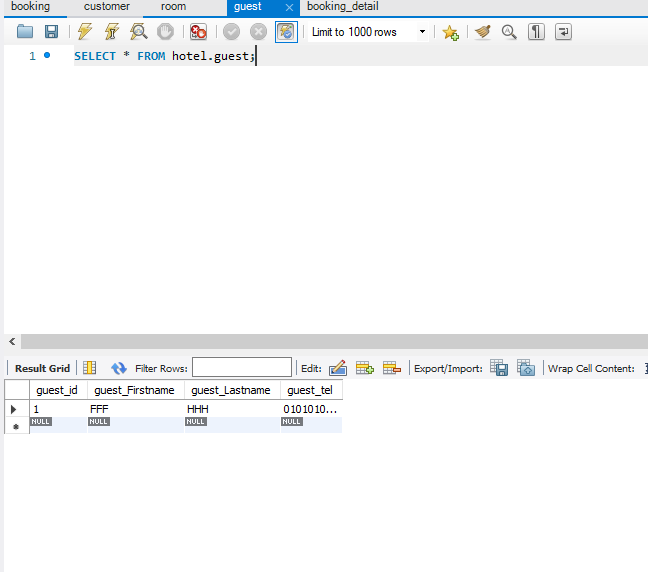 booking customer room guest booking_detail
Limit to 1000 rows
1 SELECT * FROM hotel.guest;
Result Grid Filter Rows: Edit: Export/Import: Wrap Cell Content:
guest_id guest_Firstname guest_Lastname guest_tel
1 FFF HHH 0101010...
NULL NULL NULL NULL